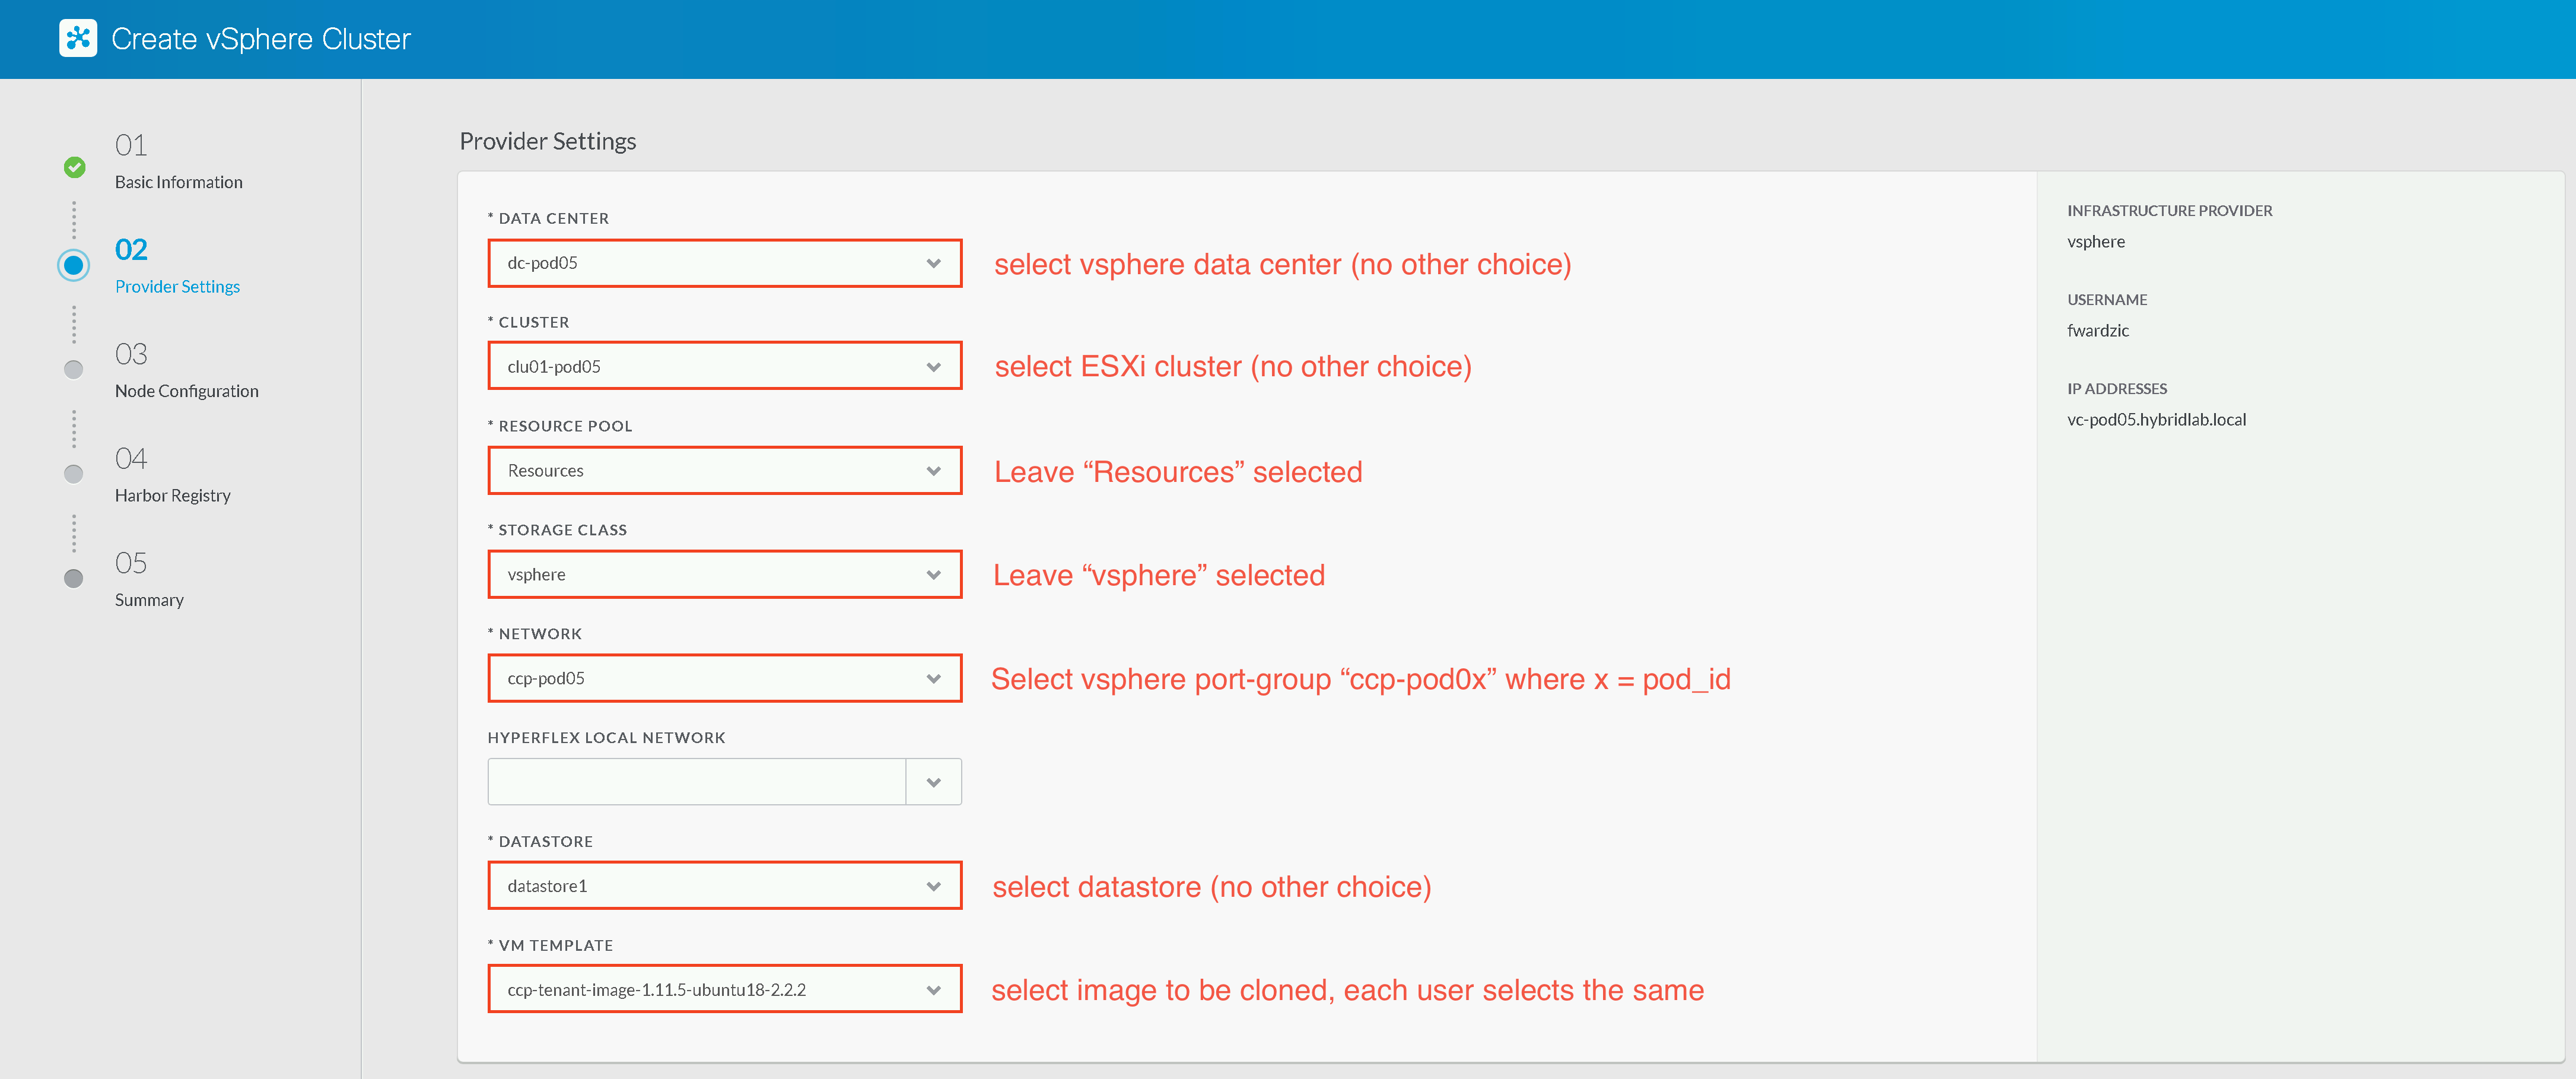 Create vSphere Cluster
01
Basic Information
02
Provider Settings
03
Node Configuration
04
Harbor Registry
05
Summary
Provider Settings
* DATA CENTER
dc-pod05
select vsphere data center (no other choice)
* CLUSTER
clu01-pod05
select ESXi cluster (no other choice)
* RESOURCE POOL
Resources
Leave “Resources” selected
* STORAGE CLASS
vsphere
Leave “vsphere” selected
* NETWORK
ccp-pod05
Select vsphere port-group “ccp-pod0x” where x = pod_id
HYPERFLEX LOCAL NETWORK
* DATASTORE
datastore1
select datastore (no other choice)
* VM TEMPLATE
ccp-tenant-image-1.11.5-ubuntu18-2.2.2
select image to be cloned, each user selects the same
INFRASTRUCTURE PROVIDER
vsphere
USERNAME
fwardzic
IP ADDRESSES
vc-pod05.hybridlab.local